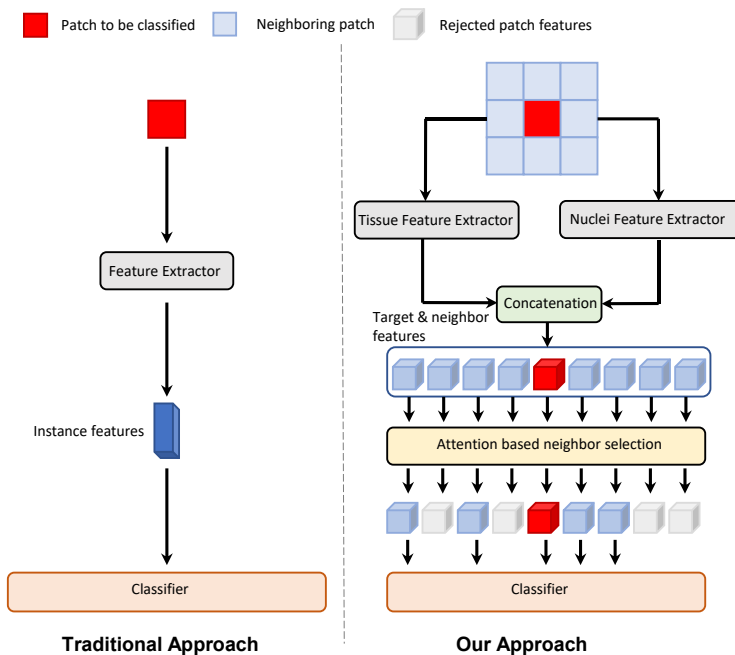 Patch to be classified
Neighboring patch
Rejected patch features
Feature Extractor
Instance features
Classifier
Traditional Approach
Tissue Feature Extractor
Nuclei Feature Extractor
Concatenation
Target & neighbor
features
Attention based neighbor selection
Classifier
Our Approach